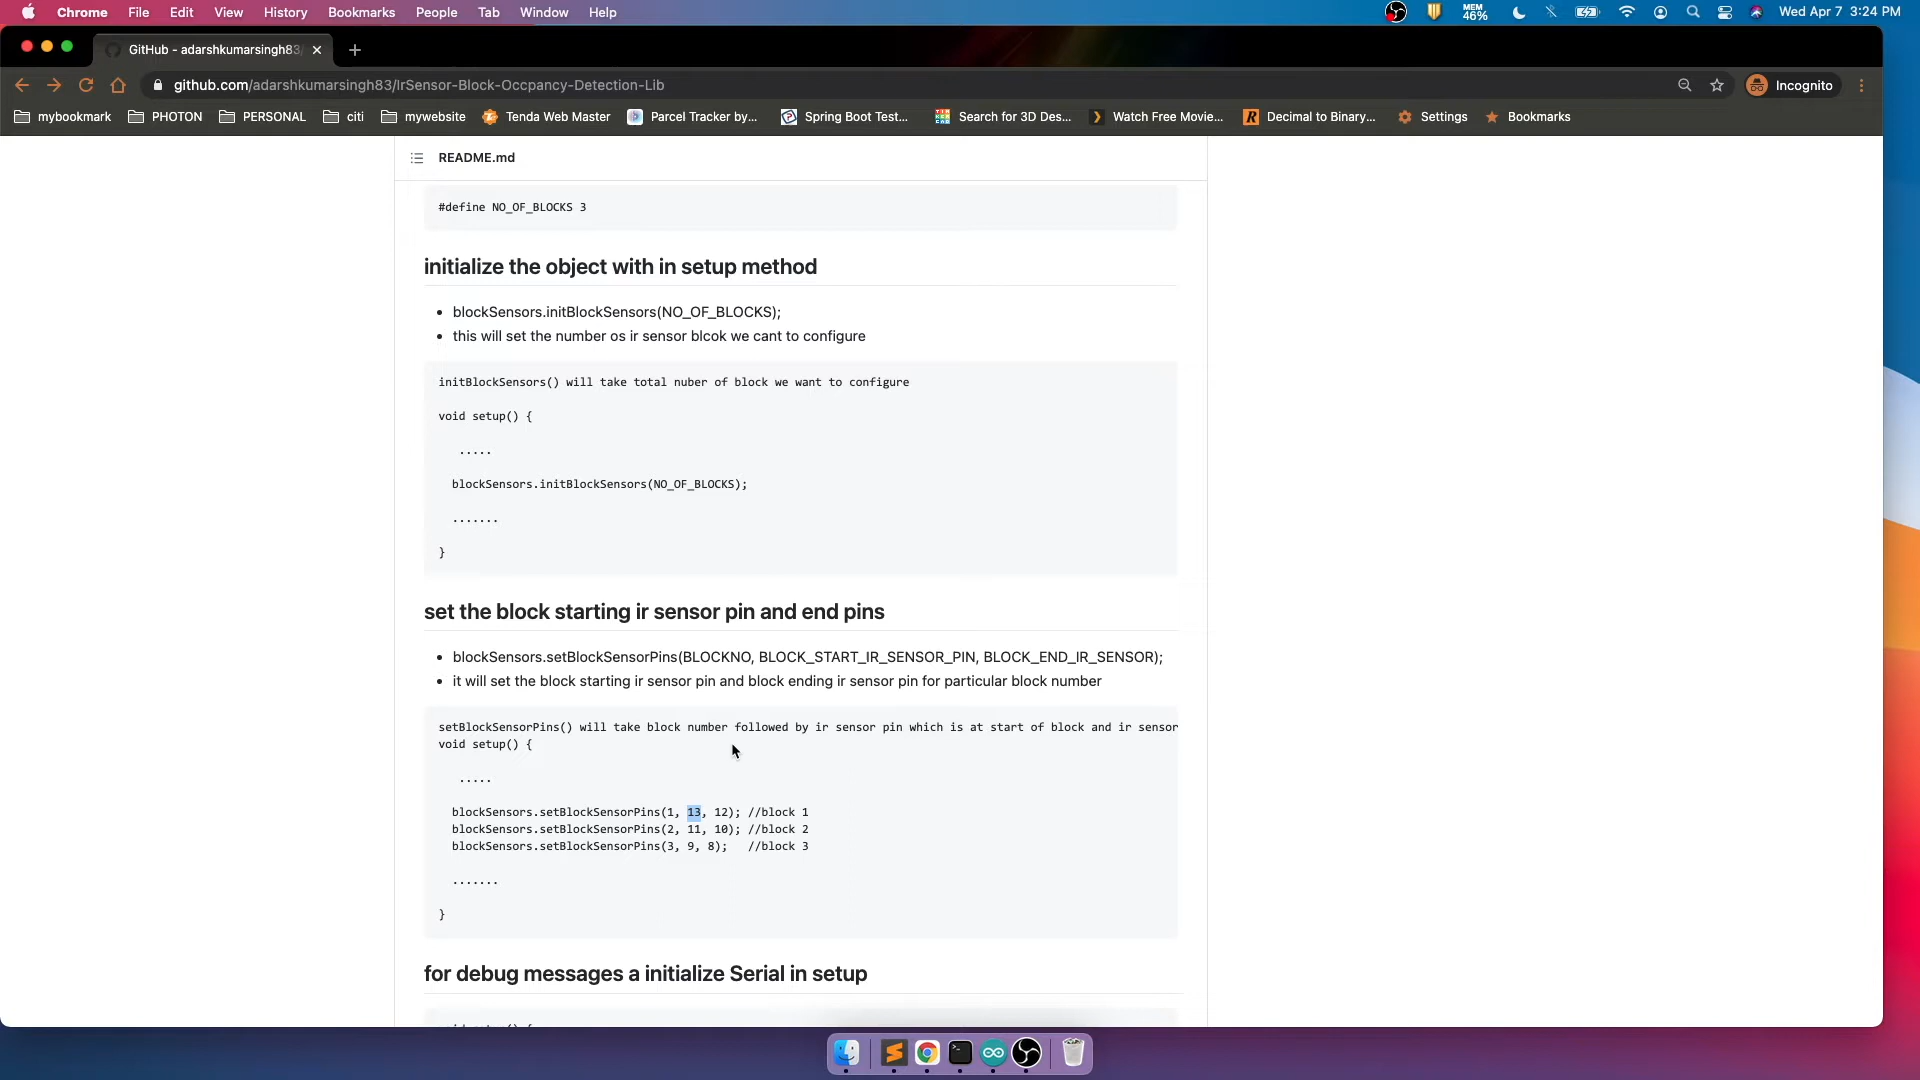 Chrome File Edit View History Bookmarks People Tab Window Help
MEM
46%
Wed Apr 7 3:24 PM
GitHub - adarshkumarsingh83
github.com/adarshkumarsingh83/IrSensor-Block-Occpancy-Detection-Lib
Incognito
mybookmark PHOTON PERSONAL citi mywebsite Tenda Web Master Parcel Tracker by... Spring Boot Test... Search for 3D Des... Watch Free Movie... Decimal to Binary... Settings Bookmarks
README.md
#define NO_OF_BLOCKS 3
initialize the object with in setup method
• blockSensors.initBlockSensors(NO_OF_BLOCKS);
• this will set the number os ir sensor blcok we cant to configure
initBlockSensors() will take total nuber of block we want to configure
void setup() {
.....
blockSensors.initBlockSensors(NO_OF_BLOCKS);
.......
}
set the block starting ir sensor pin and end pins
• blockSensors.setBlockSensorPins(BLOCKNO, BLOCK_START_IR_SENSOR_PIN, BLOCK_END_IR_SENSOR);
• it will set the block starting ir sensor pin and block ending ir sensor pin for particular block number
setBlockSensorPins() will take block number followed by ir sensor pin which is at start of block and ir sensor
void setup() {
.....
blockSensors.setBlockSensorPins(1, 13, 12); //block 1
blockSensors.setBlockSensorPins(2, 11, 10); //block 2
blockSensors.setBlockSensorPins(3, 9, 8);   //block 3
.......
}
for debug messages a initialize Serial in setup